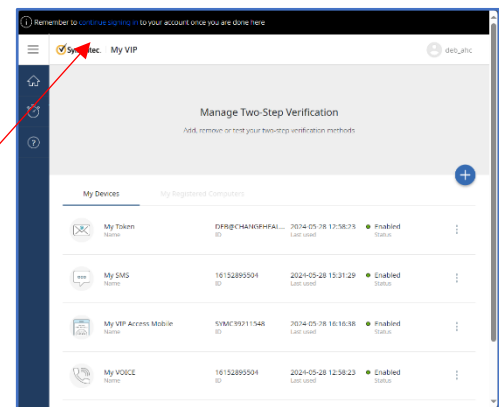 Remember to continue signing in to your account once you are done here
Symantec. My VIP deb_ahc
Manage Two-Step Verification
Add, remove or test your two-step verification methods
My Devices My Registered Computers
My Token DEB@CHANGEHEAL... 2024-05-28 12:58:23 Enabled
Name ID Last used Status
My SMS 16152895504 2024-05-28 15:31:29 Enabled
Name ID Last used Status
My VIP Access Mobile SYMC39211548 2024-05-28 16:16:38 Enabled
Name ID Last used Status
My VOICE 16152895504 2024-05-28 12:58:23 Enabled
Name ID Last used Status